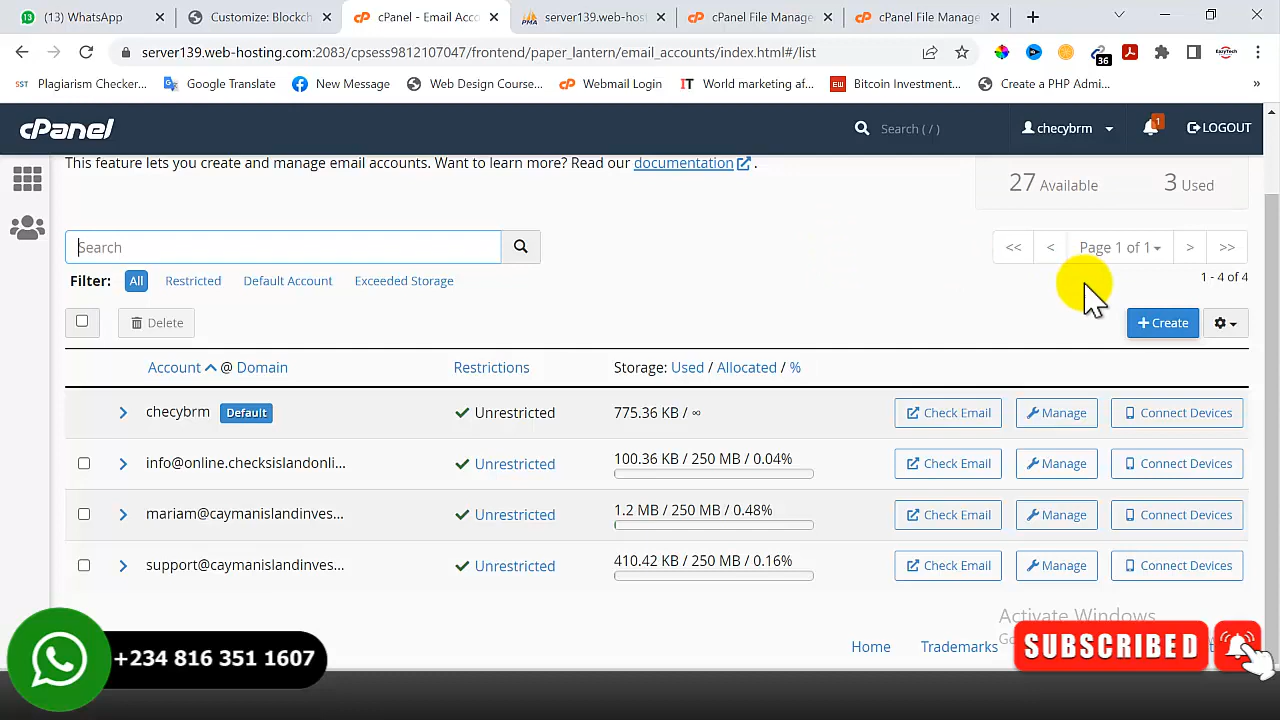 (13) WhatsApp
Customize: Blockch
cPanel - Email Acco
server139.web-host
cPanel File Manage
cPanel File Manage
server139.web-hosting.com:2083/cpsess9812107047/frontend/paper_lantern/email_accounts/index.html#/list
36
SST Plagiarism Checker...
Google Translate
New Message
Web Design Course...
Webmail Login
IT World marketing af...
Bitcoin Investment...
Create a PHP Admi...
»
cPanel
Search ( / )
checybrm
1
LOGOUT
This feature lets you create and manage email accounts. Want to learn more? Read our documentation .
27 Available
3 Used
Search
<< < Page 1 of 1 > >>
Filter: All Restricted Default Account Exceeded Storage
1 - 4 of 4
Delete
+ Create
Account @ Domain
Restrictions
Storage: Used / Allocated / %
checybrm Default
Unrestricted
775.36 KB / ∞
Check Email
Manage
Connect Devices
info@online.checksislandonli...
Unrestricted
100.36 KB / 250 MB / 0.04%
Check Email
Manage
Connect Devices
mariam@caymanislandinves...
Unrestricted
1.2 MB / 250 MB / 0.48%
Check Email
Manage
Connect Devices
support@caymanislandinves...
Unrestricted
410.42 KB / 250 MB / 0.16%
Check Email
Manage
Connect Devices
Activate Windows
Home
Trademarks
SUBSCRIBED
+234 816 351 1607